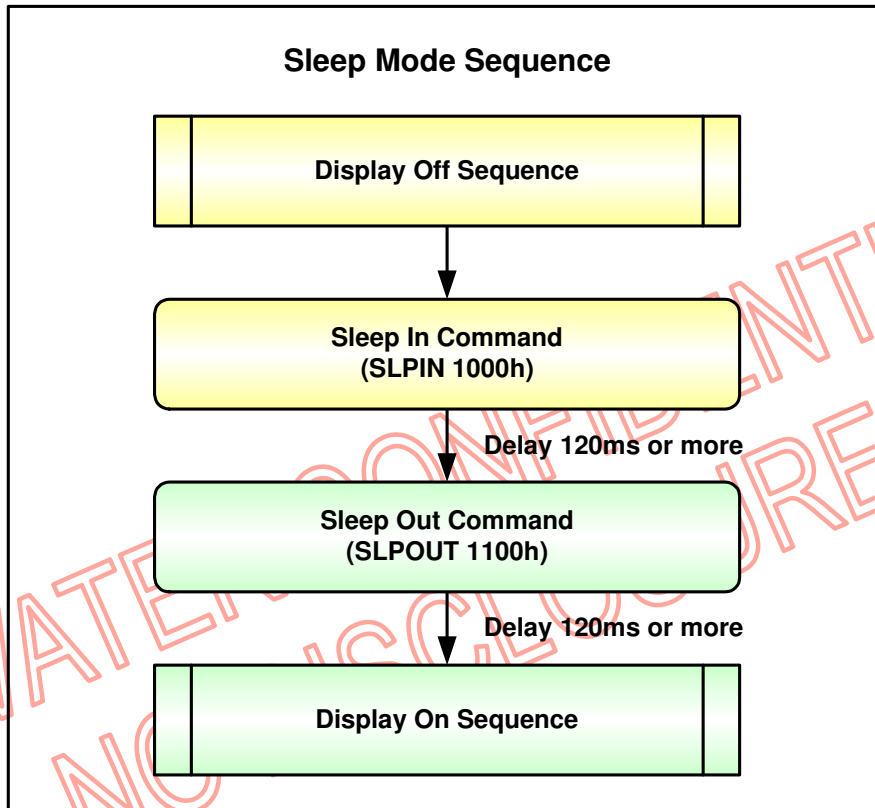 Sleep Mode Sequence
Display Off Sequence
Sleep In Command
(SLPIN 1000h)
Delay 120ms or more
Sleep Out Command
(SLPOUT 1100h)
Delay 120ms or more
Display On Sequence